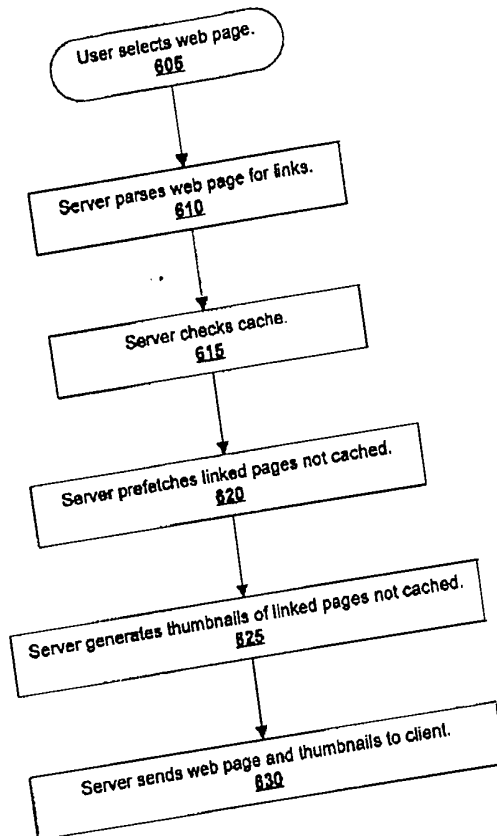 User selects web page.
605
Server parses web page for links.
610
Server checks cache.
615
Server prefetches linked pages not cached.
620
Server generates thumbnails of linked pages not cached.
625
Server sends web page and thumbnails to client.
630